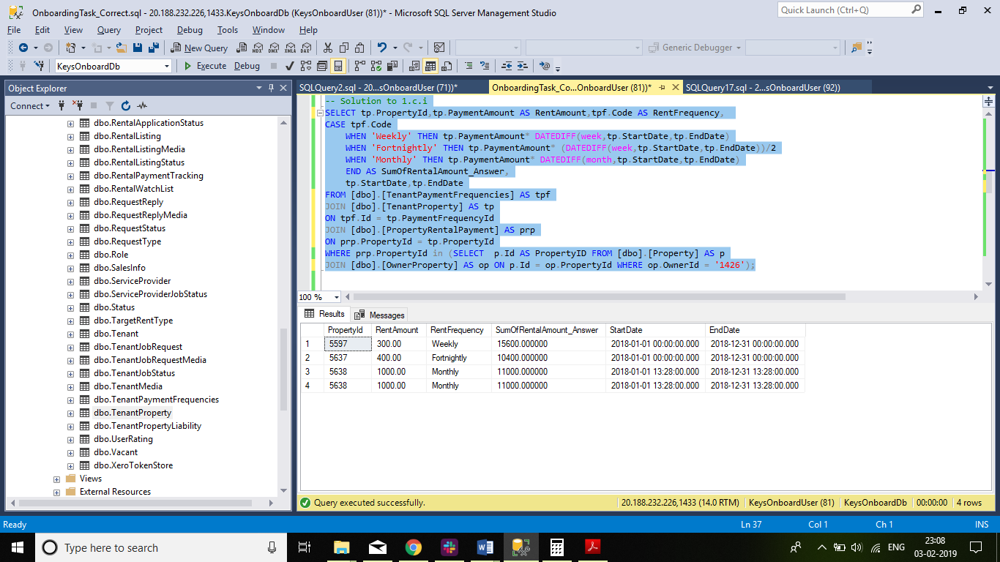 OnboardingTask_Correct.sql - 20.188.232.226,1433.KeysOnboardDb (KeysOnboardUser (81))* - Microsoft SQL Server Management Studio
Quick Launch (Ctrl+Q)
File Edit View Query Project Debug Tools Window Help
New Query MDX DMX XMLA DAX Generic Debugger
KeysOnboardDb Execute Debug
Object Explorer
Connect
dbo.RentalApplicationStatus
dbo.RentalListing
dbo.RentalListingMedia
dbo.RentalListingStatus
dbo.RentalPaymentTracking
dbo.RentalWatchList
dbo.RequestReply
dbo.RequestReplyMedia
dbo.RequestStatus
dbo.RequestType
dbo.Role
dbo.SalesInfo
dbo.ServiceProvider
dbo.ServiceProviderJobStatus
dbo.Status
dbo.TargetRentType
dbo.Tenant
dbo.TenantJobRequest
dbo.TenantJobRequestMedia
dbo.TenantJobStatus
dbo.TenantMedia
dbo.TenantPaymentFrequencies
dbo.TenantProperty
dbo.TenantPropertyLiability
dbo.UserRating
dbo.Vacant
dbo.XeroTokenStore
Views
External Resources
SQLQuery2.sql - 20...sOnboardUser (71))* OnboardingTask_Co...OnboardUser (81))* SQLQuery17.sql - 2...sOnboardUser (92))
-- Solution to 1.c.i
SELECT tp.PropertyId,tp.PaymentAmount AS RentAmount,tpf.Code AS RentFrequency,
CASE tpf.Code
WHEN 'Weekly' THEN tp.PaymentAmount* DATEDIFF(week,tp.StartDate,tp.EndDate)
WHEN 'Fortnightly' THEN tp.PaymentAmount* (DATEDIFF(week,tp.StartDate,tp.EndDate))/2
WHEN 'Monthly' THEN tp.PaymentAmount* DATEDIFF(month,tp.StartDate,tp.EndDate)
END AS SumOfRentalAmount_Answer,
tp.StartDate,tp.EndDate
FROM [dbo].[TenantPaymentFrequencies] AS tpf
JOIN [dbo].[TenantProperty] AS tp
ON tpf.Id = tp.PaymentFrequencyId
JOIN [dbo].[PropertyRentalPayment] AS prp
ON prp.PropertyId = tp.PropertyId
WHERE prp.PropertyId in (SELECT p.Id AS PropertyID FROM [dbo].[Property] AS p
JOIN [dbo].[OwnerProperty] AS op ON p.Id = op.PropertyId WHERE op.OwnerId = '1426');
100 %
Results Messages
PropertyId RentAmount RentFrequency SumOfRentalAmount_Answer StartDate EndDate
1 5597 300.00 Weekly 15600.000000 2018-01-01 00:00:00.000 2018-12-31 00:00:00.000
2 5637 400.00 Fortnightly 10400.000000 2018-01-01 00:00:00.000 2018-12-31 00:00:00.000
3 5638 1000.00 Monthly 11000.000000 2018-01-01 13:28:00.000 2018-12-31 13:28:00.000
4 5638 1000.00 Monthly 11000.000000 2018-01-01 13:28:00.000 2018-12-31 13:28:00.000
Query executed successfully. 20.188.232.226,1433 (14.0 RTM) KeysOnboardUser (81) KeysOnboardDb 00:00:00 4 rows
Ready Ln 37 Col 1 Ch 1 INS
Type here to search ENG 23:08
03-02-2019